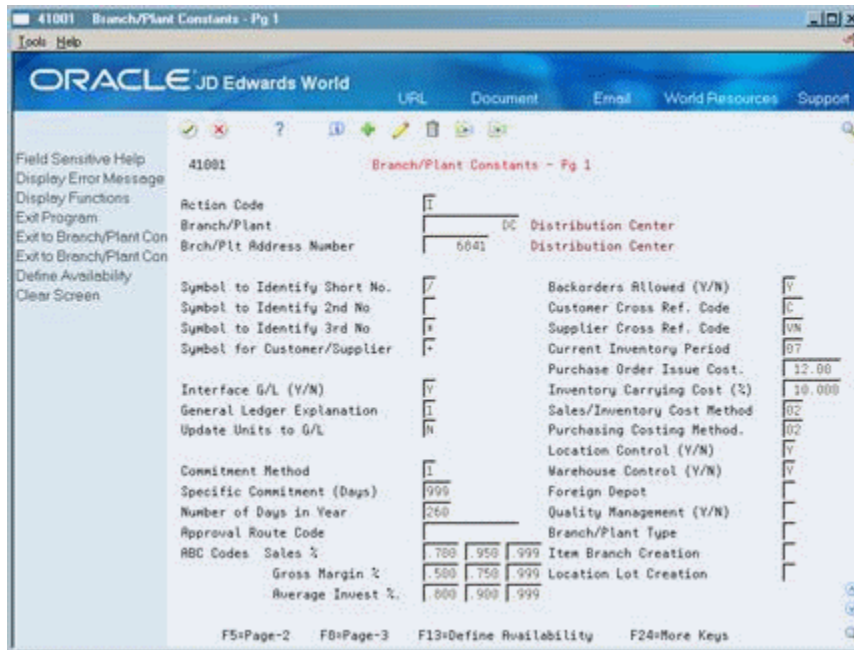 41001 Branch/Plant Constants - Pg 1
Tools Help
ORACLE JD Edwards World
URL Document Email World Resources Support
Field Sensitive Help
Display Error Message
Display Functions
Exit Program
Exit to Branch/Plant Con
Exit to Branch/Plant Con
Define Availability
Clear Screen
41001 Branch/Plant Constants - Pg 1
Action Code I
Branch/Plant DC Distribution Center
Brch/Plt Address Number 6041 Distribution Center
Symbol to Identify Short No. / Backorders Allowed (Y/N) Y
Symbol to Identify 2nd No Customer Cross Ref. Code C
Symbol to Identify 3rd No * Supplier Cross Ref. Code VN
Symbol for Customer/Supplier + Current Inventory Period 07
Purchase Order Issue Cost. 12.00
Interface G/L (Y/N) Y Inventory Carrying Cost (%) 10.000
General Ledger Explanation 1 Sales/Inventory Cost Method 02
Update Units to G/L N Purchasing Costing Method. 02
Location Control (Y/N) Y
Commitment Method 1 Warehouse Control (Y/N) Y
Specific Commitment (Days) 999 Foreign Depot
Number of Days in Year 260 Quality Management (Y/N)
Approval Route Code Branch/Plant Type
ABC Codes Sales % .700 .950 .999 Item Branch Creation
Gross Margin % .500 .750 .999 Location Lot Creation
Average Invest %. .800 .900 .999
F5=Page-2 F8=Page-3 F13=Define Availability F24=More Keys